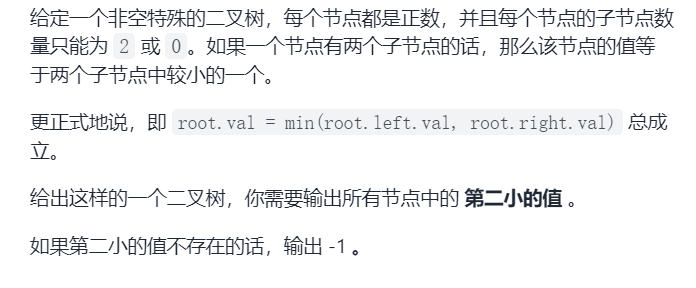 给定一个非空特殊的二叉树，每个节点都是正数，并且每个节点的子节点数
量只能为 2 或 0。如果一个节点有两个子节点的话，那么该节点的值等
于两个子节点中较小的一个。
更正式地说，即 root.val = min(root.left.val, root.right.val) 总成
立。
给出这样的一个二叉树，你需要输出所有节点中的 第二小的值 。
如果第二小的值不存在的话，输出 -1 。